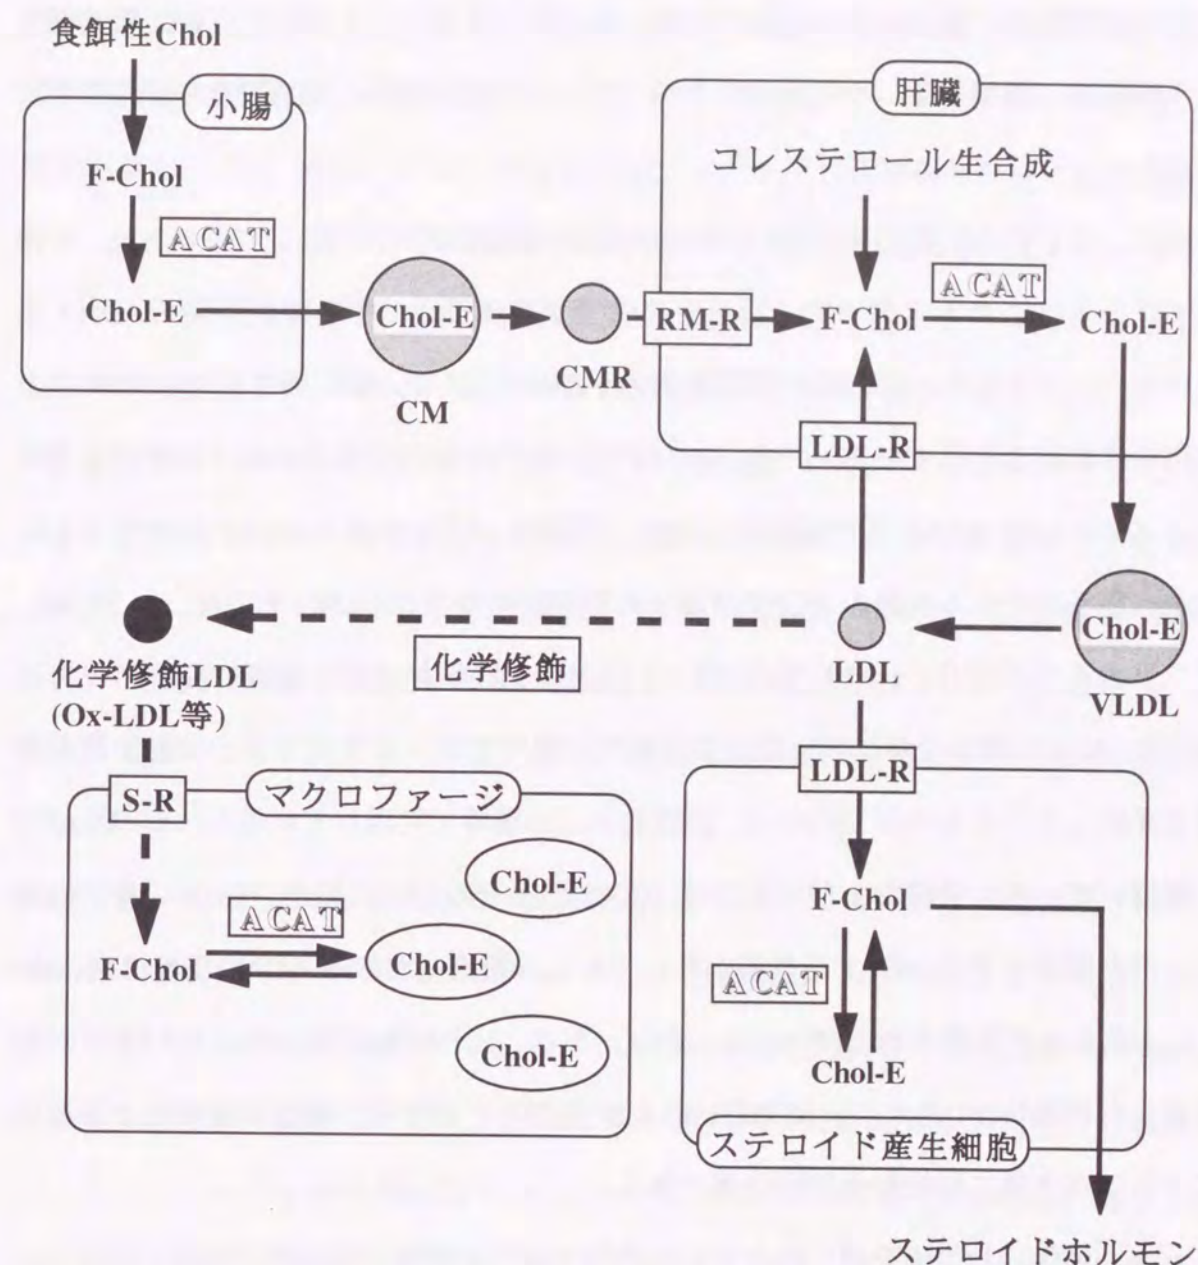 食餌性Chol
小腸
F-Chol
ACAT
Chol-E
Chol-E
CM
CMR
肝臓
コレステロール生合成
RM-R
F-Chol
ACAT
Chol-E
LDL-R
Chol-E
VLDL
LDL
化学修飾
化学修飾LDL
(Ox-LDL等)
S-R
マクロファージ
F-Chol
ACAT
Chol-E
Chol-E
Chol-E
LDL-R
F-Chol
ACAT
Chol-E
ステロイド産生細胞
ステロイドホルモン